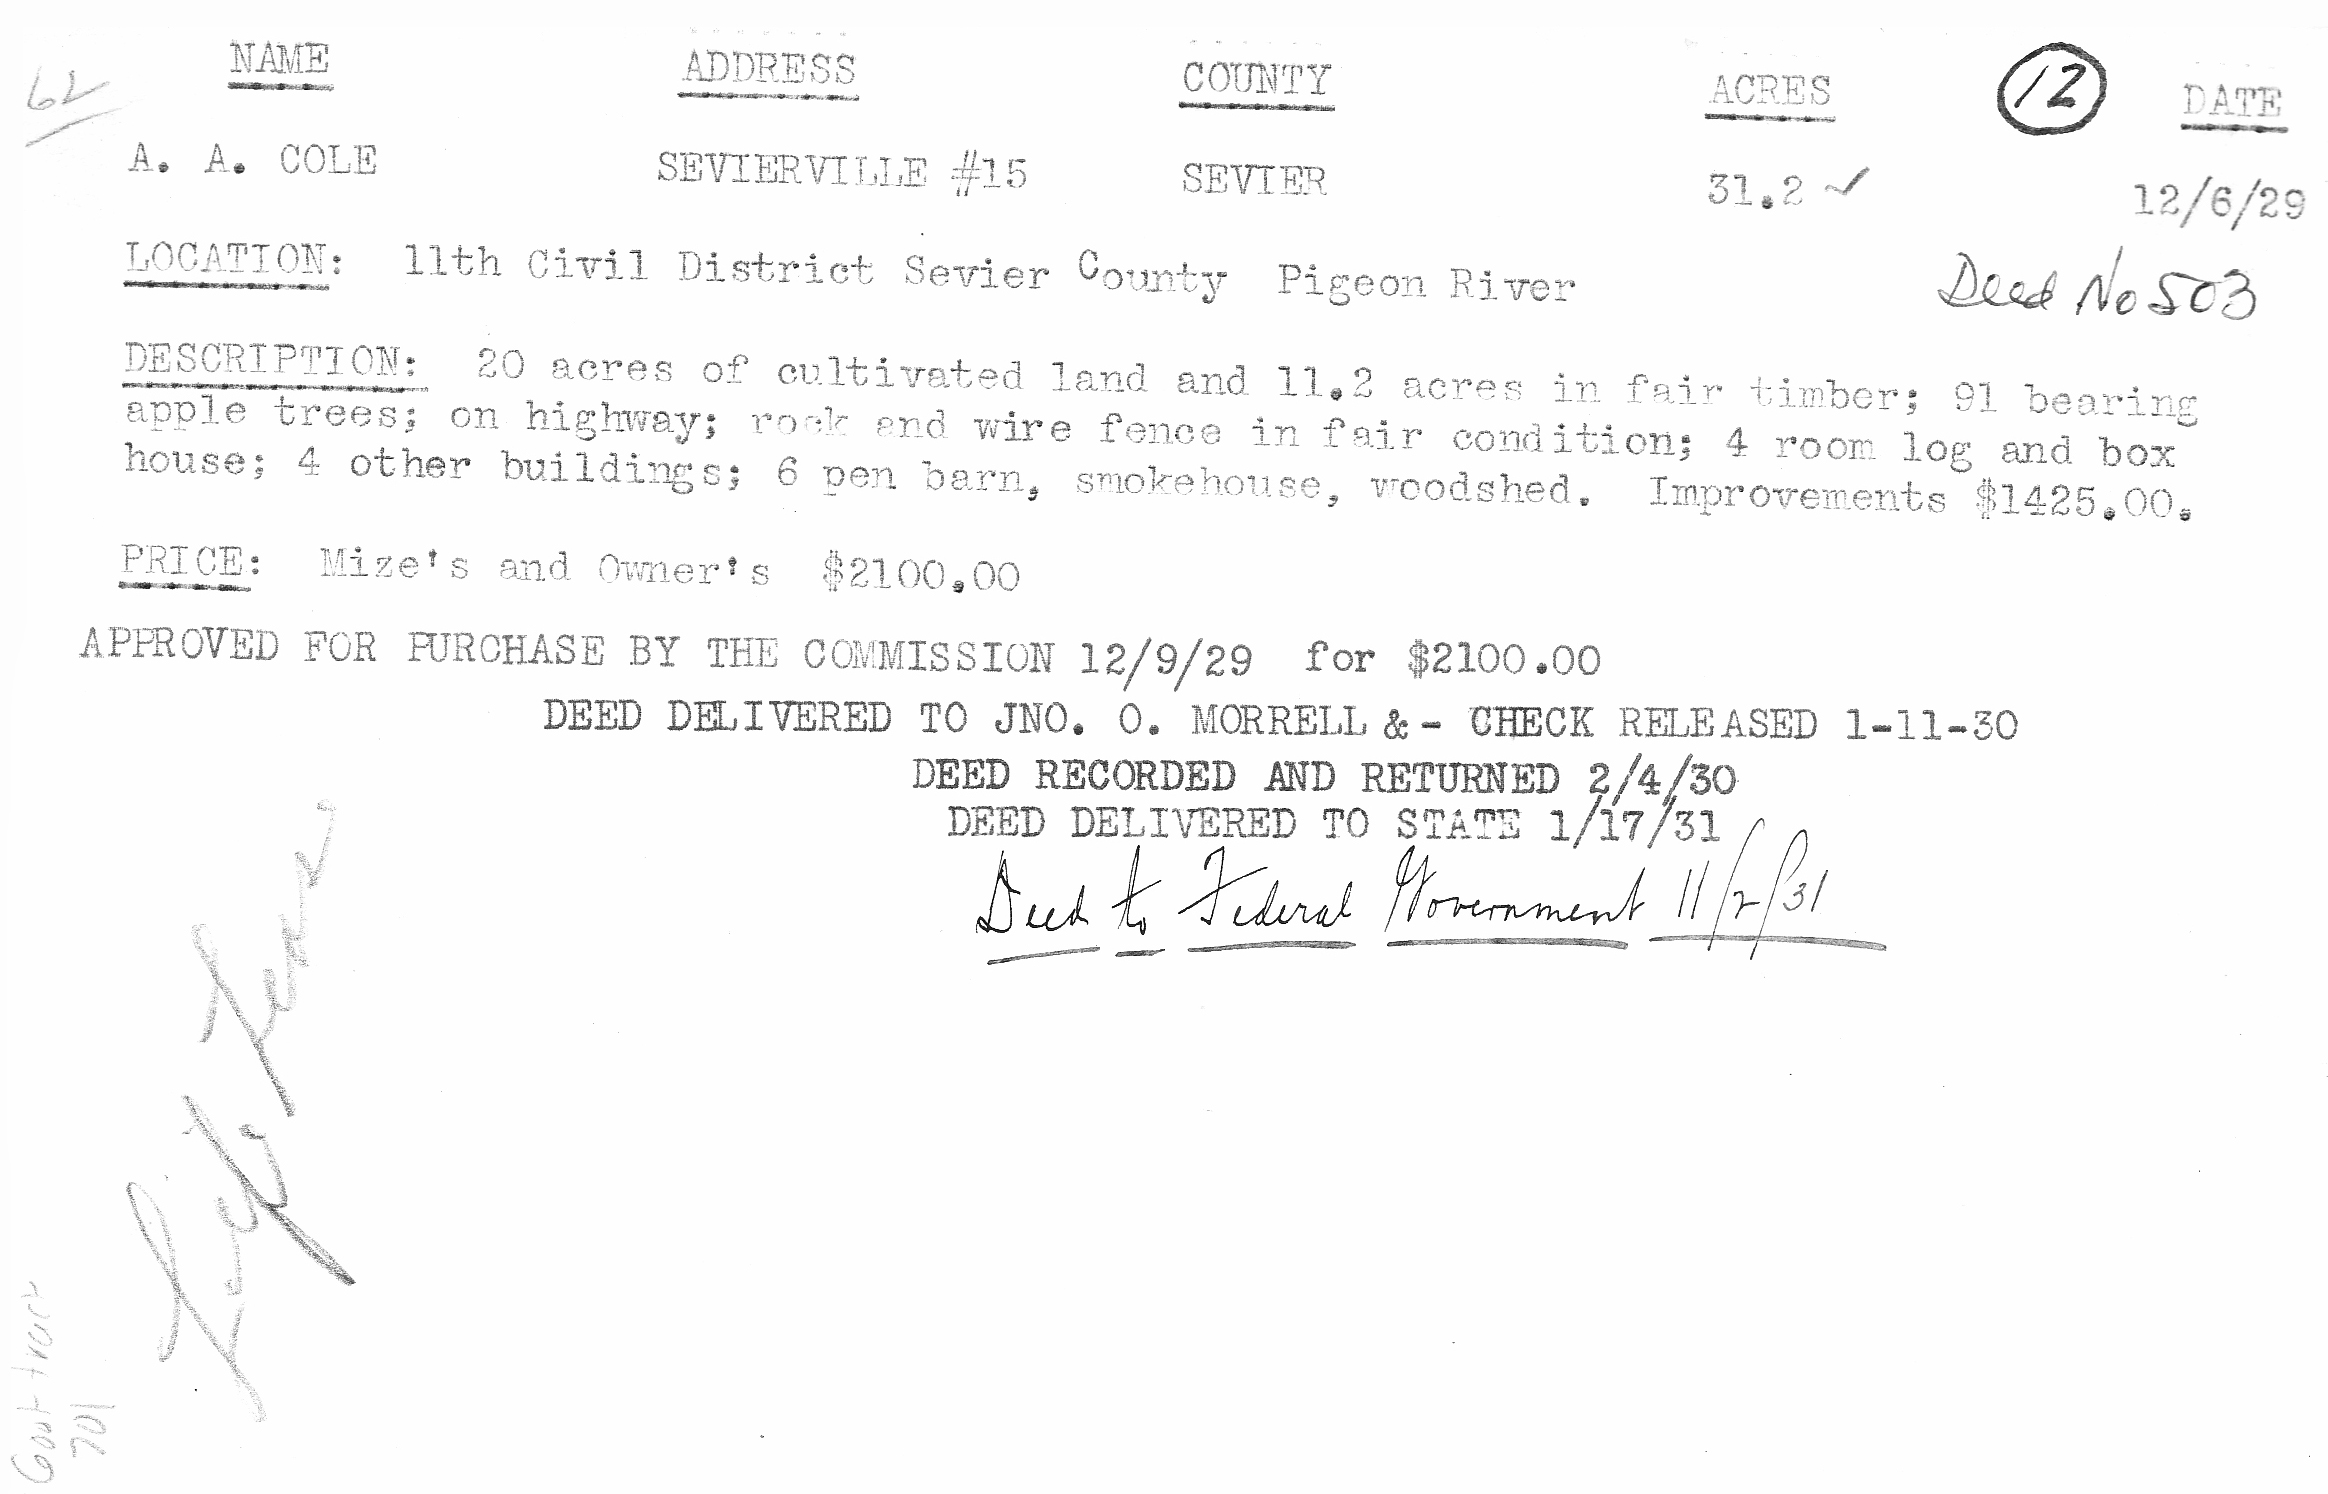 62
NAME ADDRESS COUNTY ACRES 12 DATE
A. A. COLE SEVIERVILLE #15 SEVIER 31.2 ✓ 12/6/29
LOCATION: 11th Civil District Sevier County Pigeon River
Deed No 503
DESCRIPTION: 20 acres of cultivated land and 11.2 acres in fair timber; 91 bearing
apple trees; on highway; rock and wire fence in fair condition; 4 room log and box
house; 4 other buildings; 6 pen barn, smokehouse, woodshed. Improvements $1425.00.
PRICE: Mize's and Owner's $2100.00
APPROVED FOR PURCHASE BY THE COMMISSION 12/9/29 for $2100.00
DEED DELIVERED TO JNO. O. MORRELL & - CHECK RELEASED 1-11-30
DEED RECORDED AND RETURNED 2/4/30
DEED DELIVERED TO STATE 1/17/31
Deed to Federal Government 11/2/31
Govt tract
701